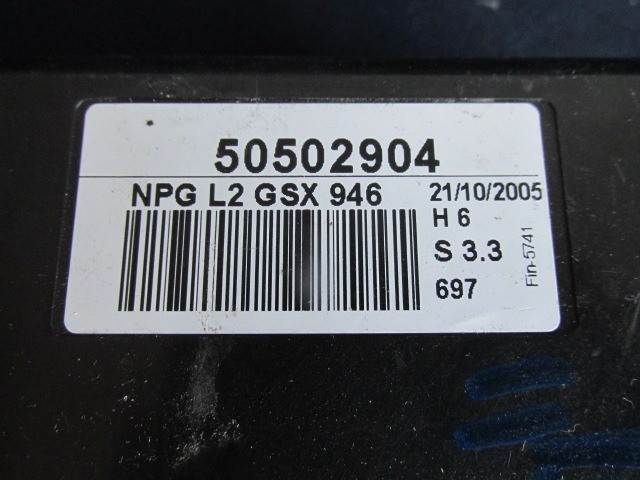 50502904
NPG L2 GSX 946 21/10/2005
H 6
S 3.3
697
Fin-5741